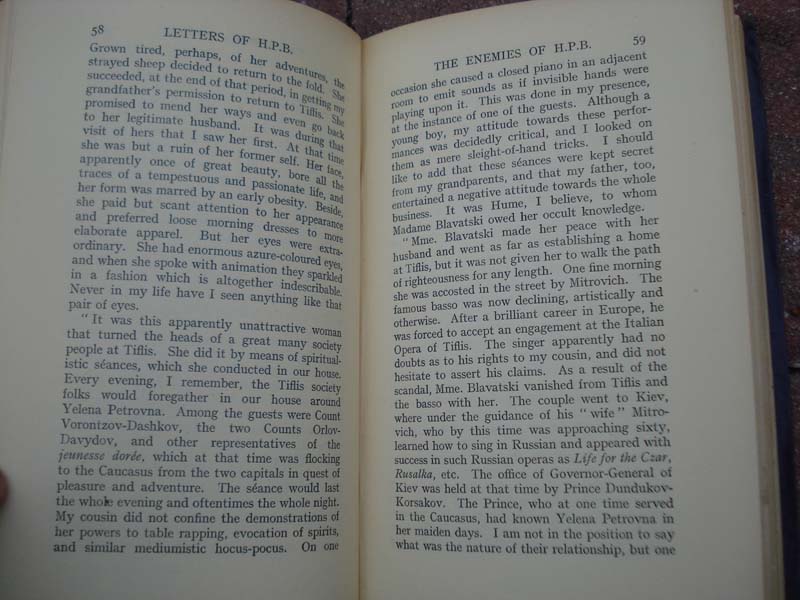 58
LETTERS OF H.P.B.
Grown tired, perhaps, of her adventures, the
strayed sheep decided to return to the fold. She
succeeded, at the end of that period, in getting my
grandfather's permission to return to Tiflis. She
promised to mend her ways and even go back
to her legitimate husband. It was during that
visit of hers that I saw her first. At that time
she was but a ruin of her former self. Her face,
apparently once of great beauty, bore all the
traces of a tempestuous and passionate life, and
her form was marred by an early obesity. Beside,
she paid but scant attention to her appearance
and preferred loose morning dresses to more
elaborate apparel. But her eyes were extra-
ordinary. She had enormous azure-coloured eyes,
and when she spoke with animation they sparkled
in a fashion which is altogether indescribable.
Never in my life have I seen anything like that
pair of eyes.
"It was this apparently unattractive woman
that turned the heads of a great many society
people at Tiflis. She did it by means of spiritual-
istic séances, which she conducted in our house.
Every evening, I remember, the Tiflis society
folks would foregather in our house around
Yelena Petrovna. Among the guests were Count
Vorontzov-Dashkov, the two Counts Orlov-
Davydov, and other representatives of the
jeunesse dorée, which at that time was flocking
to the Caucasus from the two capitals in quest of
pleasure and adventure. The séance would last
the whole evening and oftentimes the whole night.
My cousin did not confine the demonstrations of
her powers to table rapping, evocation of spirits,
and similar mediumistic hocus-pocus. On one
THE ENEMIES OF H.P.B.
59
occasion she caused a closed piano in an adjacent
room to emit sounds as if invisible hands were
playing upon it. This was done in my presence,
at the instance of one of the guests. Although a
young boy, my attitude towards these perfor-
mances was decidedly critical, and I looked on
them as mere sleight-of-hand tricks. I should
like to add that these séances were kept secret
from my grandparents, and that my father, too,
entertained a negative attitude towards the whole
business. It was Hume, I believe, to whom
Madame Blavatski owed her occult knowledge.
"Mme. Blavatski made her peace with her
husband and went as far as establishing a home
at Tiflis, but it was not given her to walk the path
of righteousness for any length. One fine morning
she was accosted in the street by Mitrovich. The
famous basso was now declining, artistically and
otherwise. After a brilliant career in Europe, he
was forced to accept an engagement at the Italian
Opera of Tiflis. The singer apparently had no
doubts as to his rights to my cousin, and did not
hesitate to assert his claims. As a result of the
scandal, Mme. Blavatski vanished from Tiflis and
the basso with her. The couple went to Kiev,
where under the guidance of his "wife" Mitro-
vich, who by this time was approaching sixty,
learned how to sing in Russian and appeared with
success in such Russian operas as Life for the Czar,
Rusalka, etc. The office of Governor-General of
Kiev was held at that time by Prince Dundukov-
Korsakov. The Prince, who at one time served
in the Caucasus, had known Yelena Petrovna in
her maiden days. I am not in the position to say
what was the nature of their relationship, but one